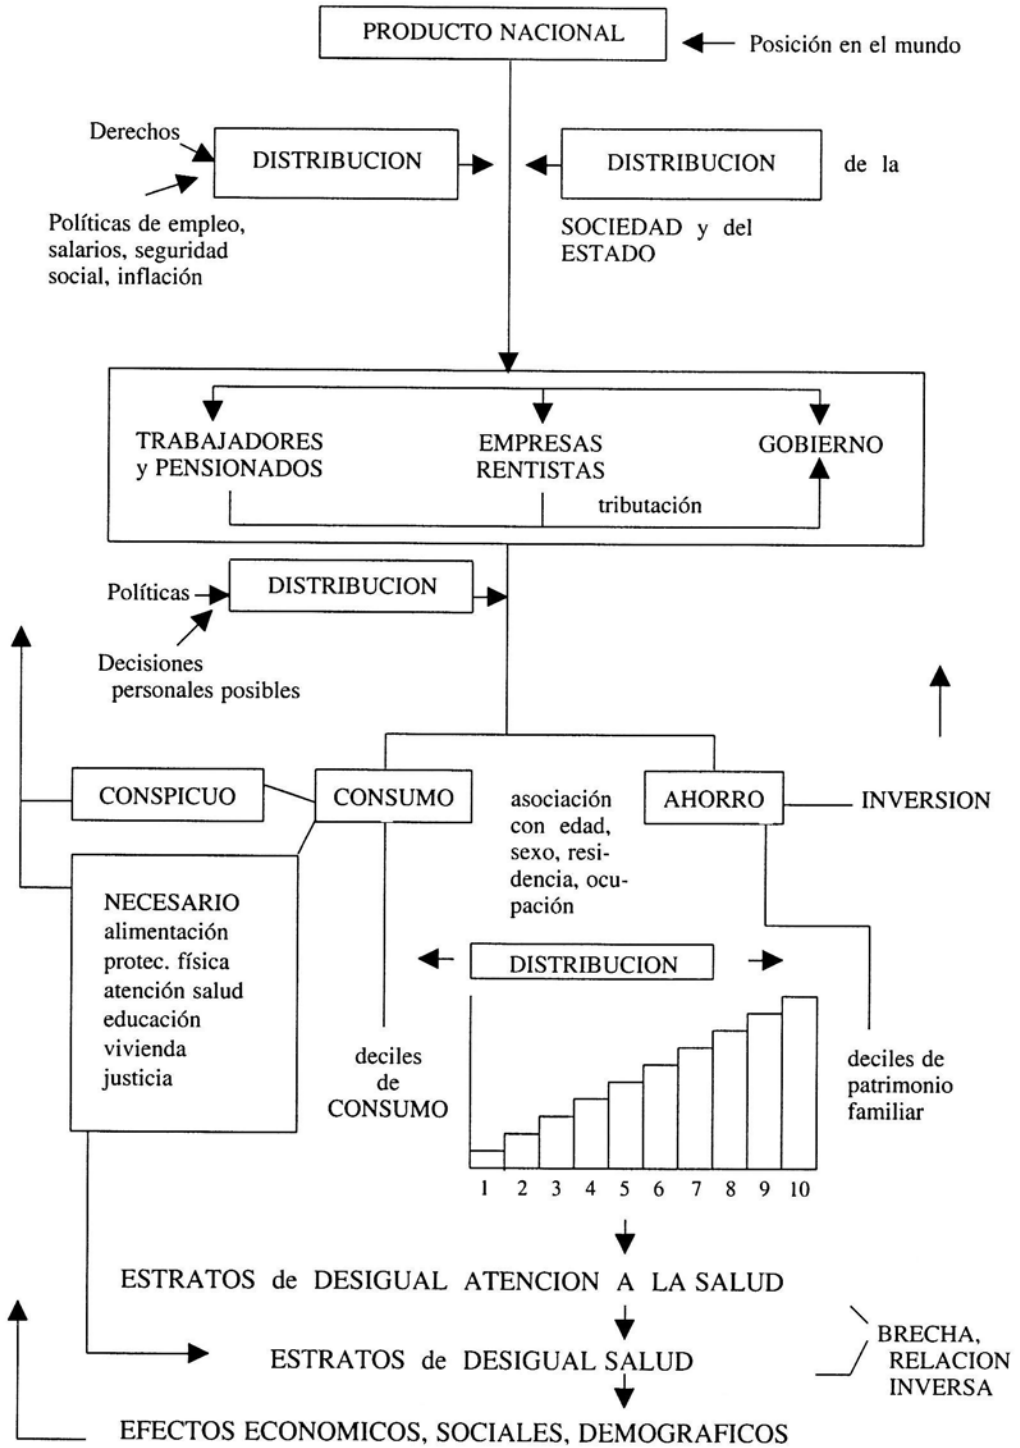 PRODUCTO NACIONAL
Posición en el mundo
Derechos
DISTRIBUCION
DISTRIBUCION
de la
Políticas de empleo,
salarios, seguridad
social, inflación
SOCIEDAD y del
ESTADO
TRABAJADORES
y PENSIONADOS
EMPRESAS
RENTISTAS
GOBIERNO
tributación
Políticas
DISTRIBUCION
Decisiones
personales posibles
CONSPICUO
CONSUMO
asociación
con edad,
sexo, resi-
dencia, ocu-
pación
AHORRO
INVERSION
NECESARIO
alimentación
protec. física
atención salud
educación
vivienda
justicia
DISTRIBUCION
deciles
de
CONSUMO
deciles de
patrimonio
familiar
1 2 3 4 5 6 7 8 9 10
ESTRATOS de DESIGUAL ATENCION A LA SALUD
ESTRATOS de DESIGUAL SALUD
BRECHA,
RELACION
INVERSA
EFECTOS ECONOMICOS, SOCIALES, DEMOGRAFICOS